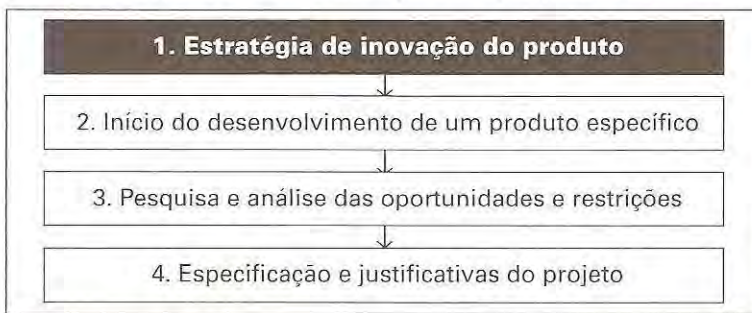 1. Estratégia de inovação do produto
2. Início do desenvolvimento de um produto específico
3. Pesquisa e análise das oportunidades e restrições
4. Especificação e justificativas do projeto